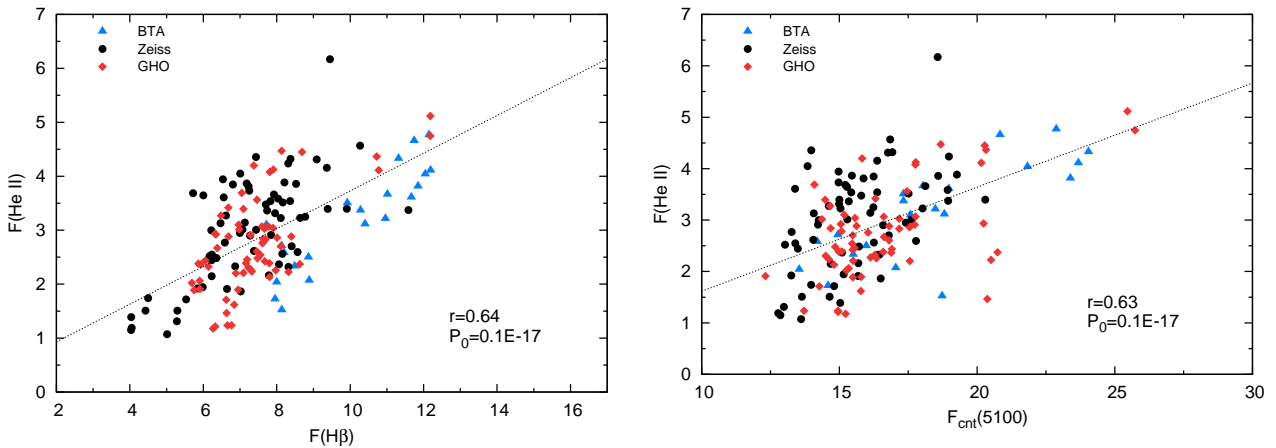 7
6
5
4
3
2
1
0
F(He II)
BTA
Zeiss
GHO
r=0.64
P_0=0.1E-17
2 4 6 8 10 12 14 16
F(Hβ)
7
6
5
4
3
2
1
0
F(He II)
BTA
Zeiss
GHO
r=0.63
P_0=0.1E-17
10 15 20 25 30
Fcnt(5100)